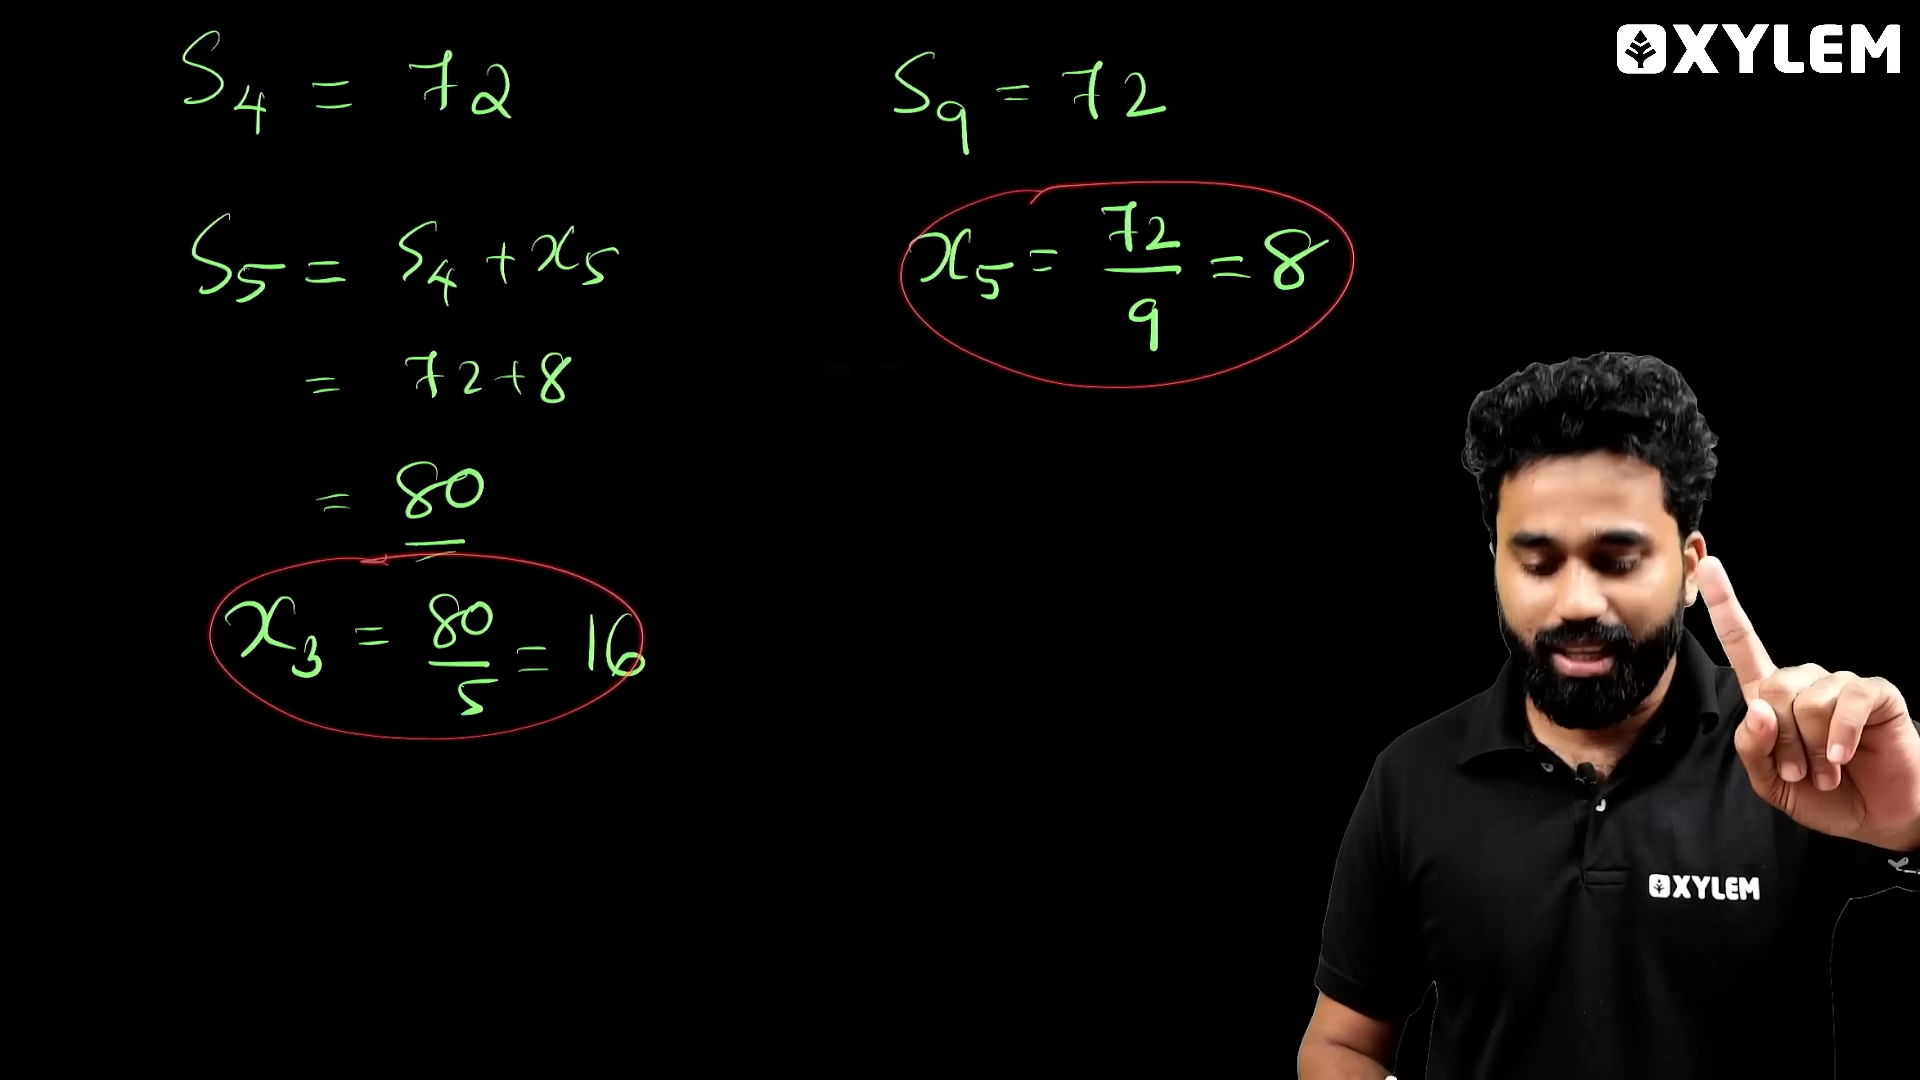 XYLEM
S₄ = 72
S₅ = S₄ + x₅
= 72+8
= 80
x₃ = 80/5 = 16
S₉ = 72
x₅ = 72/9 = 8
XYLEM